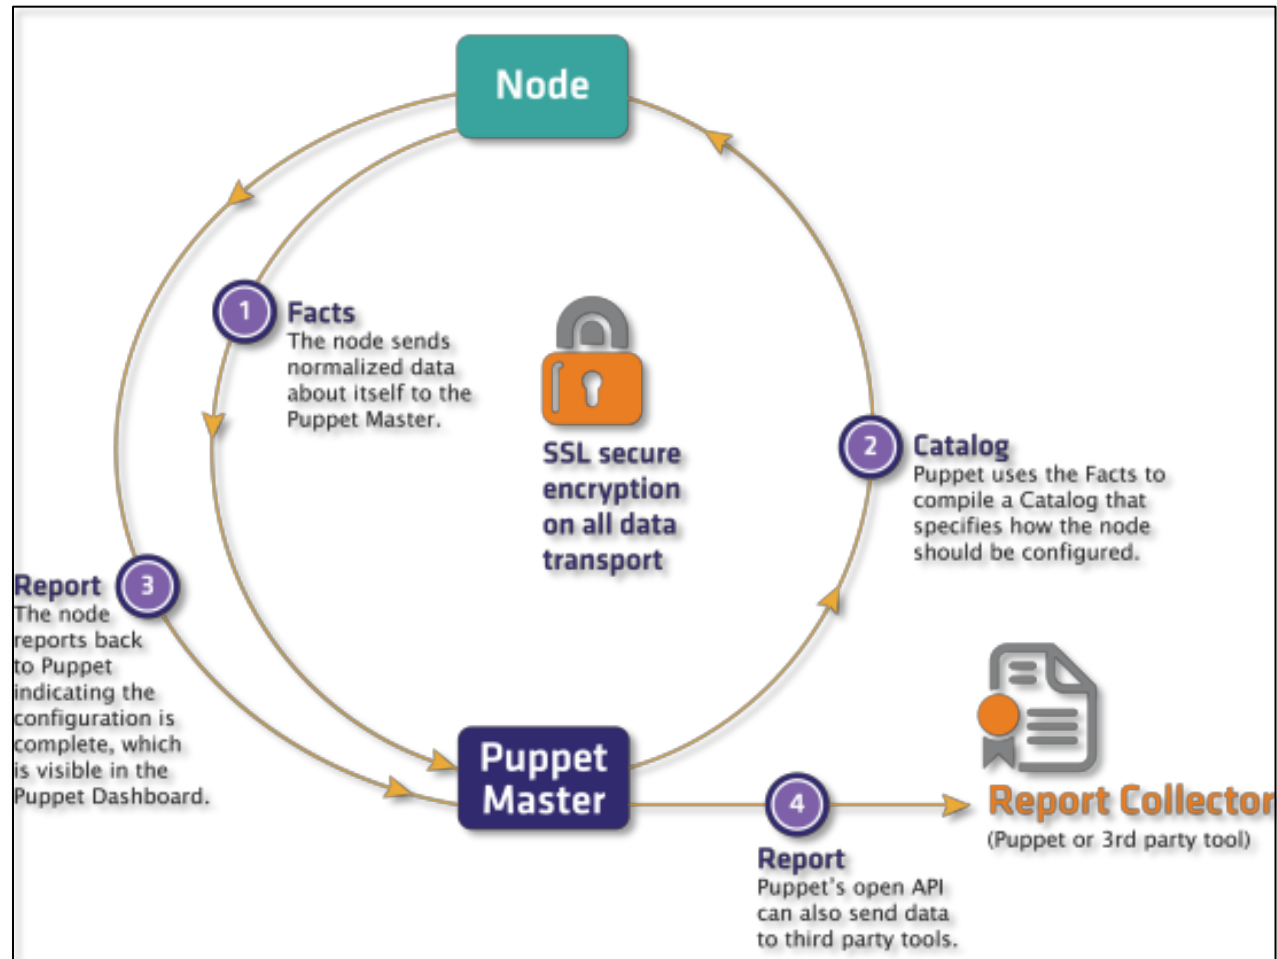 Node
1
Facts
The node sends
normalized data
about itself to the
Puppet Master.
SSL secure
encryption
on all data
transport
2
Catalog
Puppet uses the Facts to
compile a Catalog that
specifies how the node
should be configured.
Report
3
The node
reports back
to Puppet
indicating the
configuration is
complete, which
is visible in the
Puppet Dashboard.
Puppet
Master
4
Report
Puppet's open API
can also send data
to third party tools.
Report Collector
(Puppet or 3rd party tool)